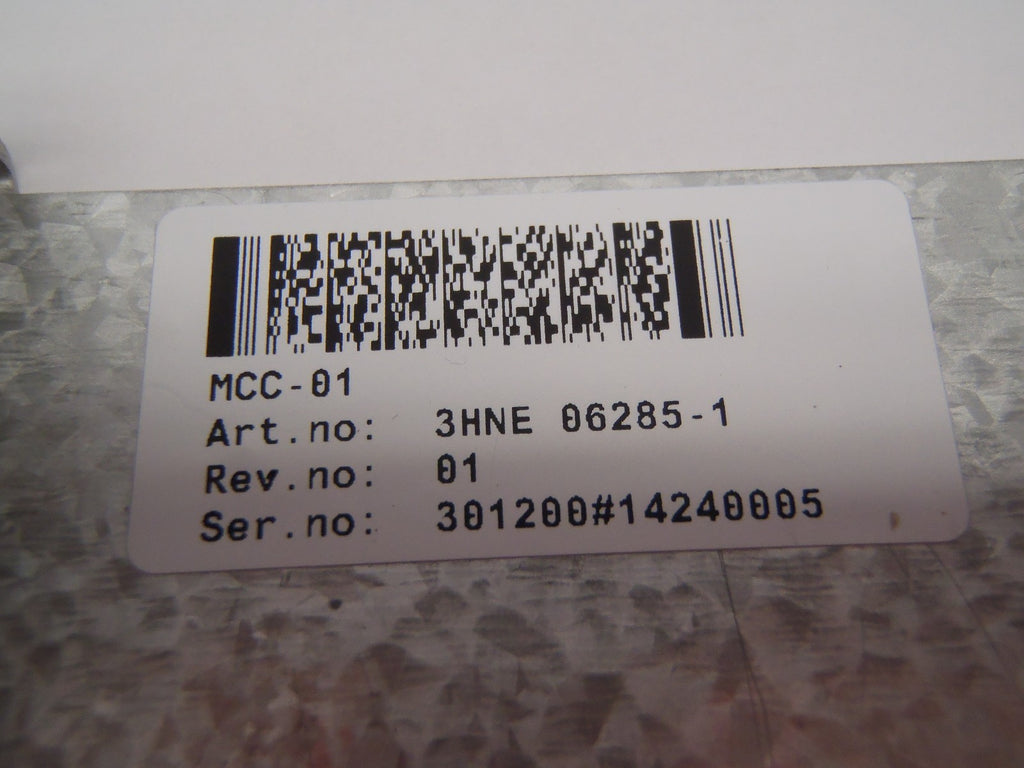 MCC-01
Art.no: 3HNE 06285-1
Rev.no: 01
Ser.no: 301200#14240005